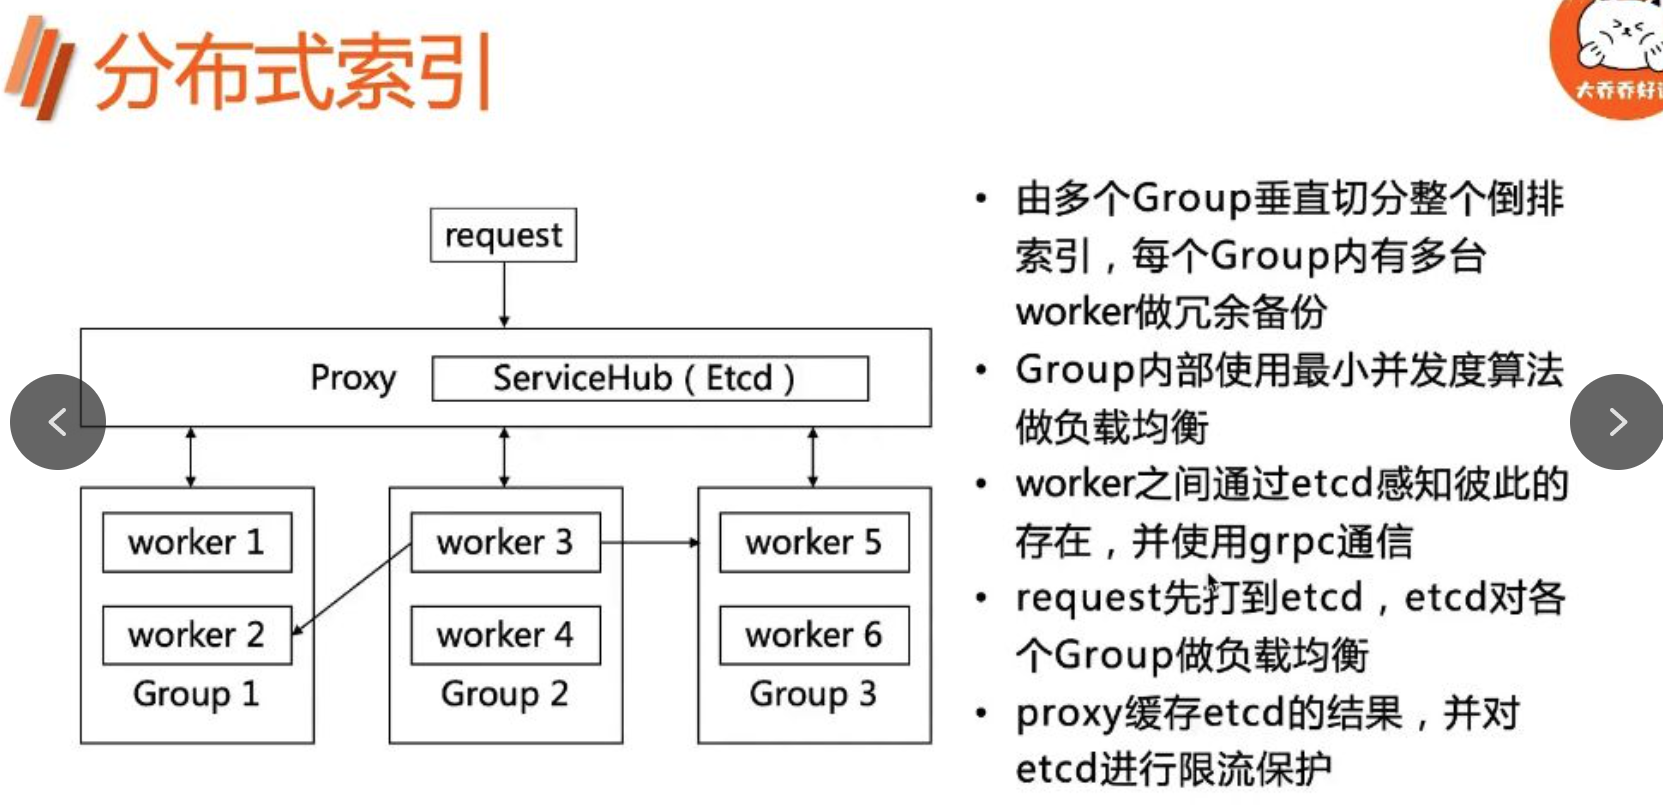 分布式索引
大乔乔好
request
Proxy
ServiceHub（Etcd）
worker 1
worker 2
Group 1
worker 3
worker 4
Group 2
worker 5
worker 6
Group 3
• 由多个Group垂直切分整个倒排
索引，每个Group内有多台
worker做冗余备份
• Group内部使用最小并发度算法
做负载均衡
• worker之间通过etcd感知彼此的
存在，并使用grpc通信
• request先打到etcd，etcd对各
个Group做负载均衡
• proxy缓存etcd的结果，并对
etcd进行限流保护